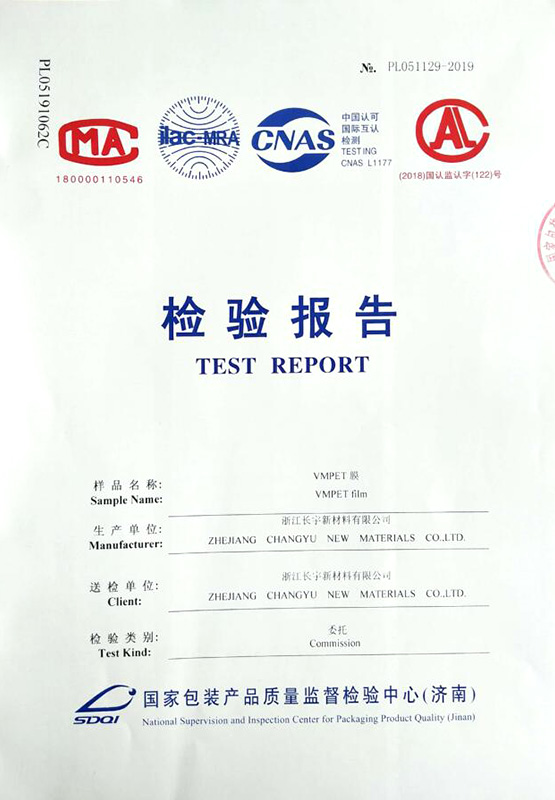 PL05191062C
№. PL051129-2019
MA
180000110546
ilac-MRA
CNAS
中国认可
国际互认
检测
TESTING
CNAS L1177
CAL
(2018)国认监认字(122)号
检验报告
TEST REPORT
样品名称:
VMPET 膜
Sample Name:
VMPET film
生产单位:
浙江长宇新材料有限公司
Manufacturer:
ZHEJIANG CHANGYU NEW MATERIALS CO.,LTD.
送检单位:
浙江长宇新材料有限公司
Client:
ZHEJIANG CHANGYU NEW MATERIALS CO.,LTD.
检验类别:
委托
Test Kind:
Commission
SDQI
国家包装产品质量监督检验中心(济南)
National Supervision and Inspection Center for Packaging Product Quality (Jinan)